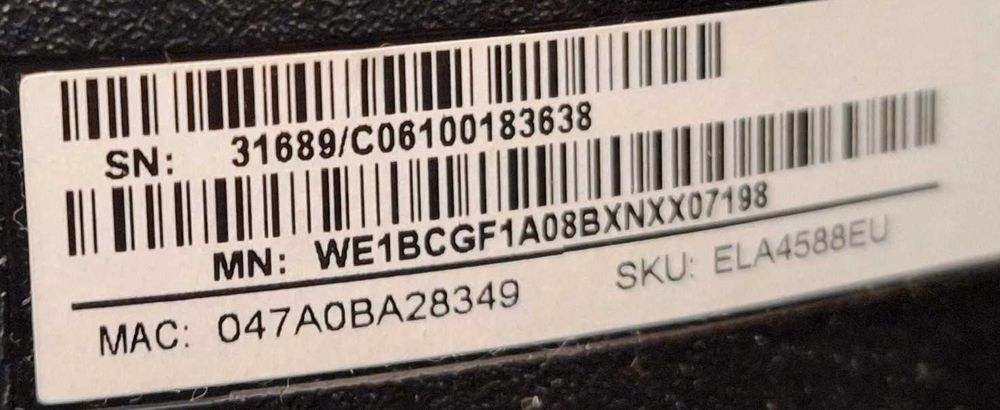 SN: 31689/C06100183638
MN: WE1BCGF1A08BXNXX07198
MAC: 047A0BA28349 SKU: ELA4588EU